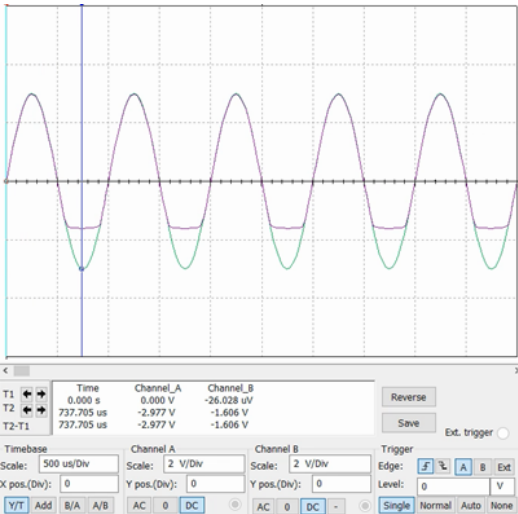 Time Channel_A Channel_B
T1 0.000 s 0.000 V -26.028 uV
T2 737.705 us -2.977 V -1.606 V
T2-T1 737.705 us -2.977 V -1.606 V
Reverse
Save
Ext. trigger
Timebase Channel A Channel B Trigger
Scale: 500 us/Div Scale: 2 V/Div Scale: 2 V/Div Edge: A B Ext
X pos.(Div): 0 Y pos.(Div): 0 Y pos.(Div): 0 Level: 0 V
Y/T Add B/A A/B AC 0 DC AC 0 DC - Single Normal Auto None